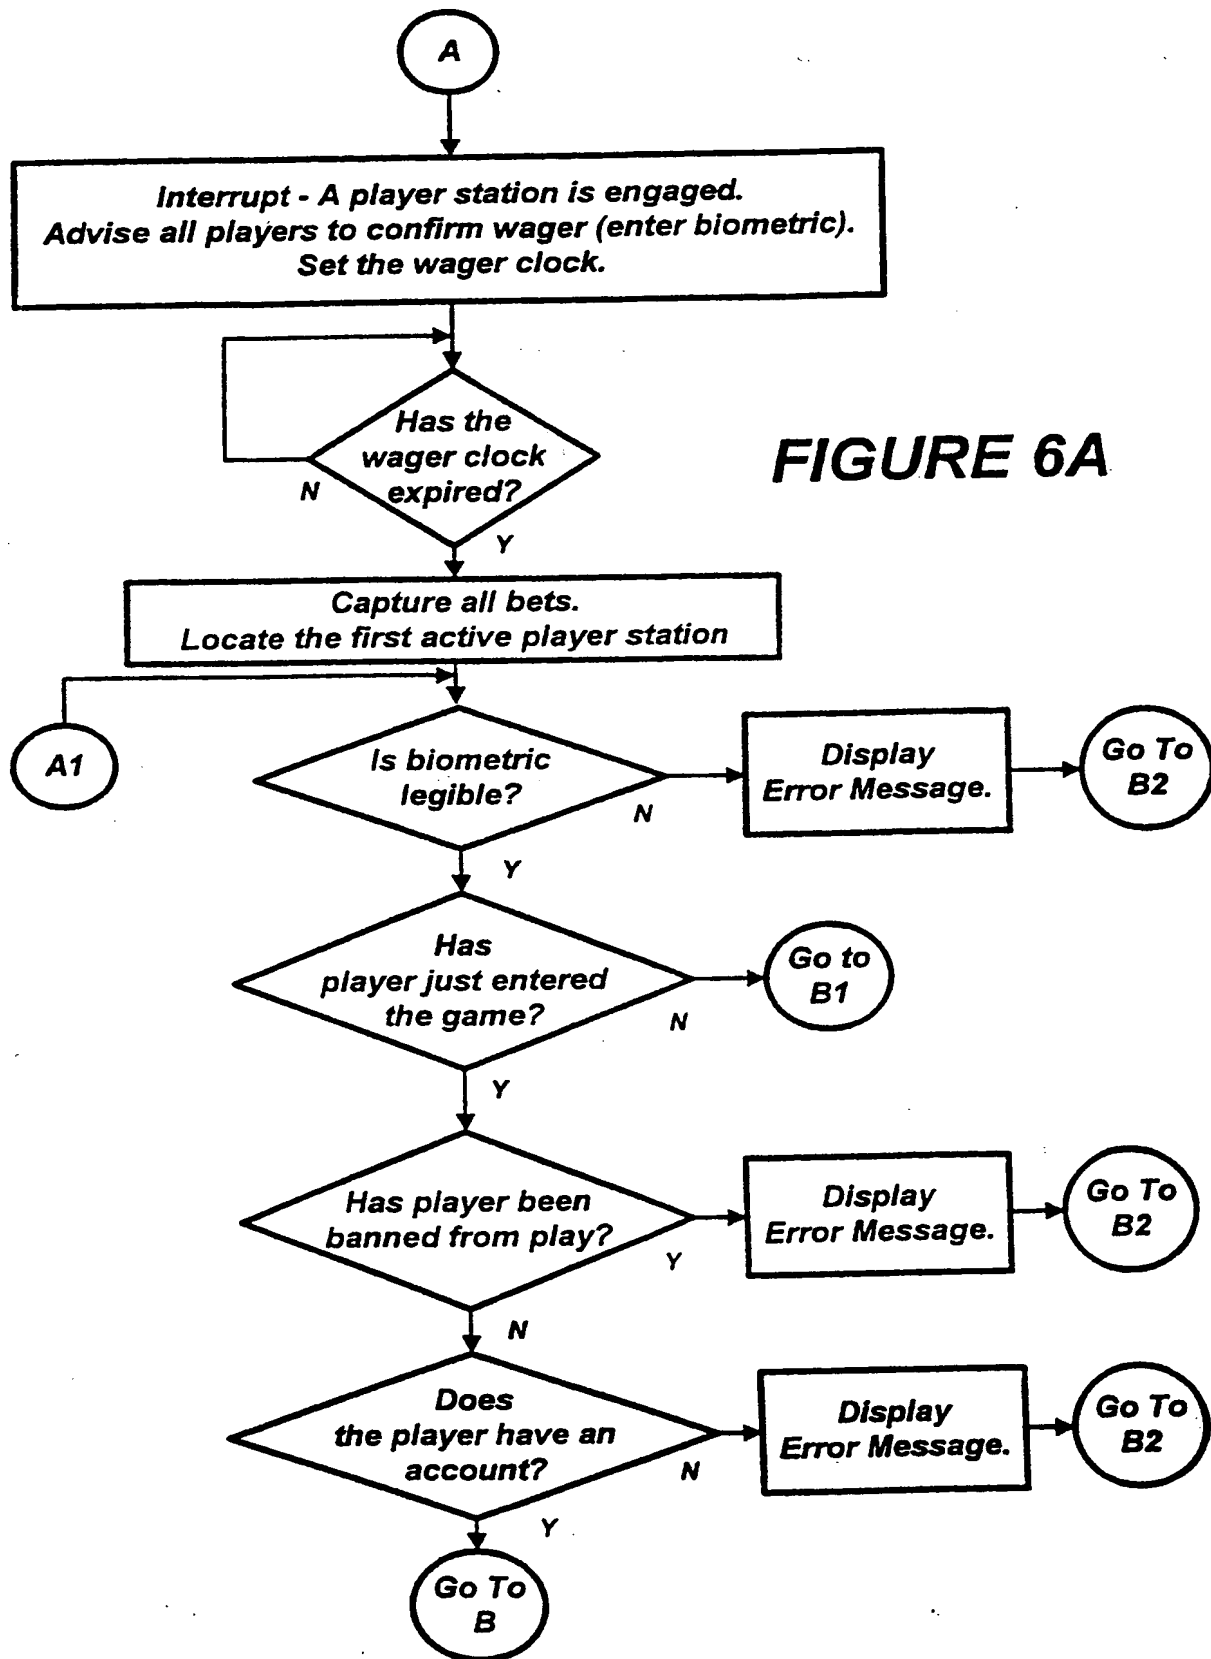 A
Interrupt - A player station is engaged.
Advise all players to confirm wager (enter biometric).
Set the wager clock.
Has the
wager clock
expired?
N
Y
FIGURE 6A
Capture all bets.
Locate the first active player station
A1
Is biometric
legible?
N
Y
Display
Error Message.
Go To
B2
Has
player just entered
the game?
N
Y
Go to
B1
Has player been
banned from play?
Y
N
Display
Error Message.
Go To
B2
Does
the player have an
account?
N
Y
Display
Error Message.
Go To
B2
Go To
B